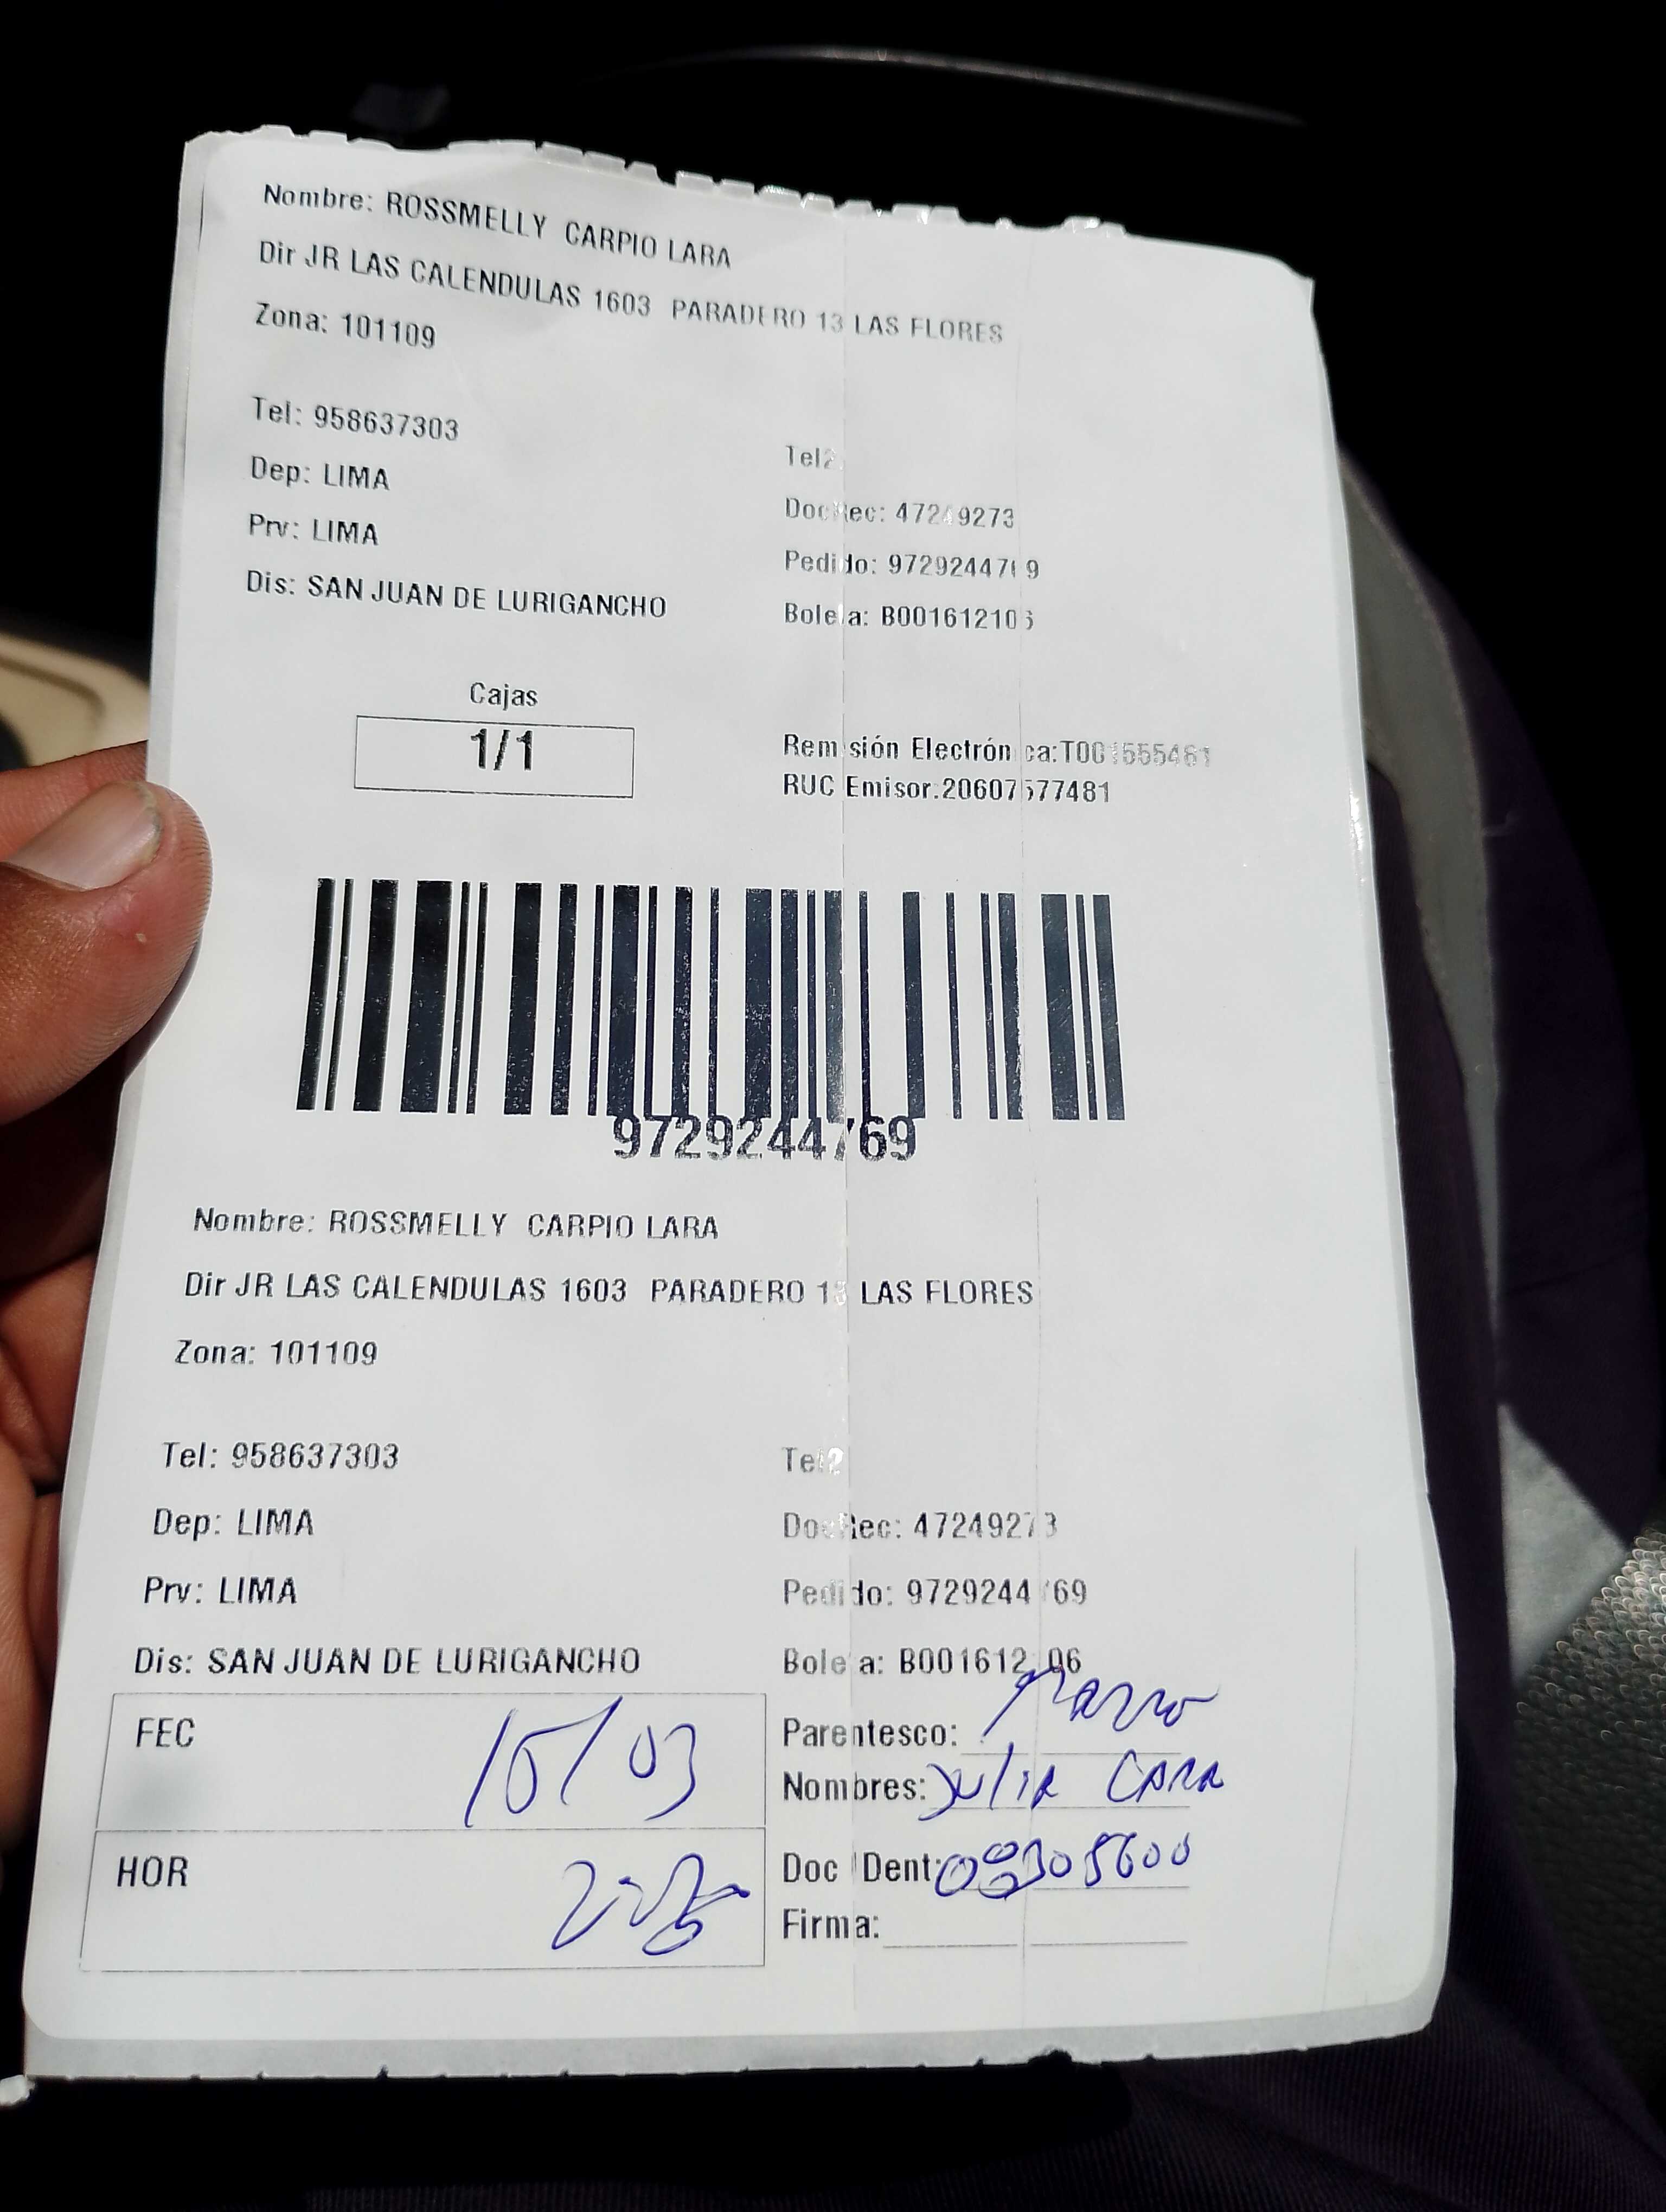 Nombre: ROSSMELLY CARPIO LARA
Dir JR LAS CALENDULAS 1603 PARADERO 13 LAS FLORES
Zona: 101109
Tel: 958637303
Tel2
Dep: LIMA
DocRec: 47249273
Prv: LIMA
Pedido: 9729244769
Dis: SAN JUAN DE LURIGANCHO
Boleta: B001612106
Cajas
1/1
Remisión Electrónica:
RUC Emisor:20607577481
9729244769
Nombre: ROSSMELLY CARPIO LARA
Dir JR LAS CALENDULAS 1603 PARADERO 13 LAS FLORES
Zona: 101109
Tel: 958637303
Tel2
Dep: LIMA
DocRec: 47249273
Prv: LIMA
Pedido: 9729244769
Dis: SAN JUAN DE LURIGANCHO
Boleta: B001612106
FEC 15/03
Parentesco:
Nombres: JuliA
HOR
Doc Dent:
Firma: